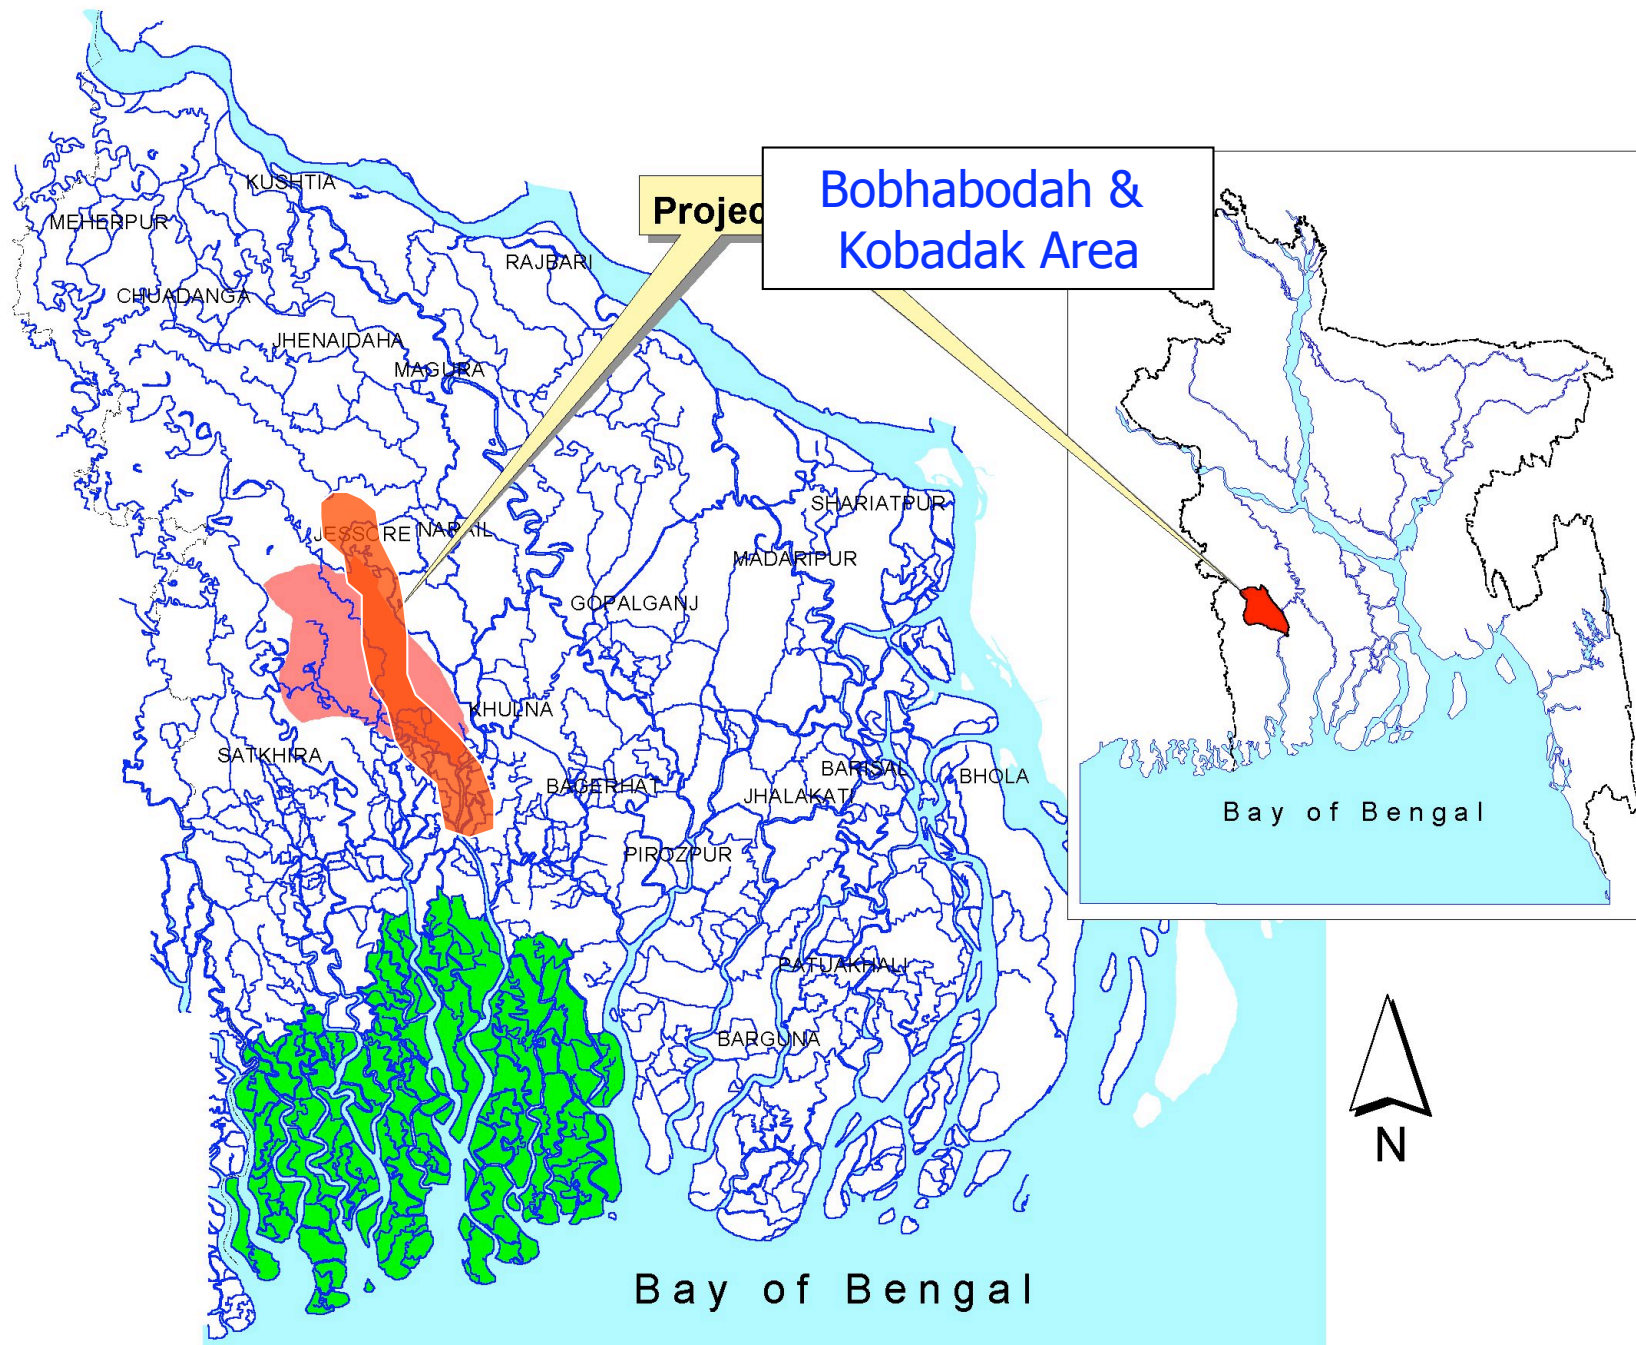 Bobhabodah &
Kobadak Area
KUSHTIA
MEHERPUR
RAJBARI
CHUADANGA
JHENAIDAHA
MAGURA
SHARIATPUR
JESSORE
NARAIL
MADARIPUR
GOPALGANJ
KHULNA
SATKHIRA
BAGERHAT
BARISAL
BHOLA
JHALAKATI
PIROZPUR
PATUAKHALI
BARGUNA
Bay of Bengal
Bay of Bengal
N